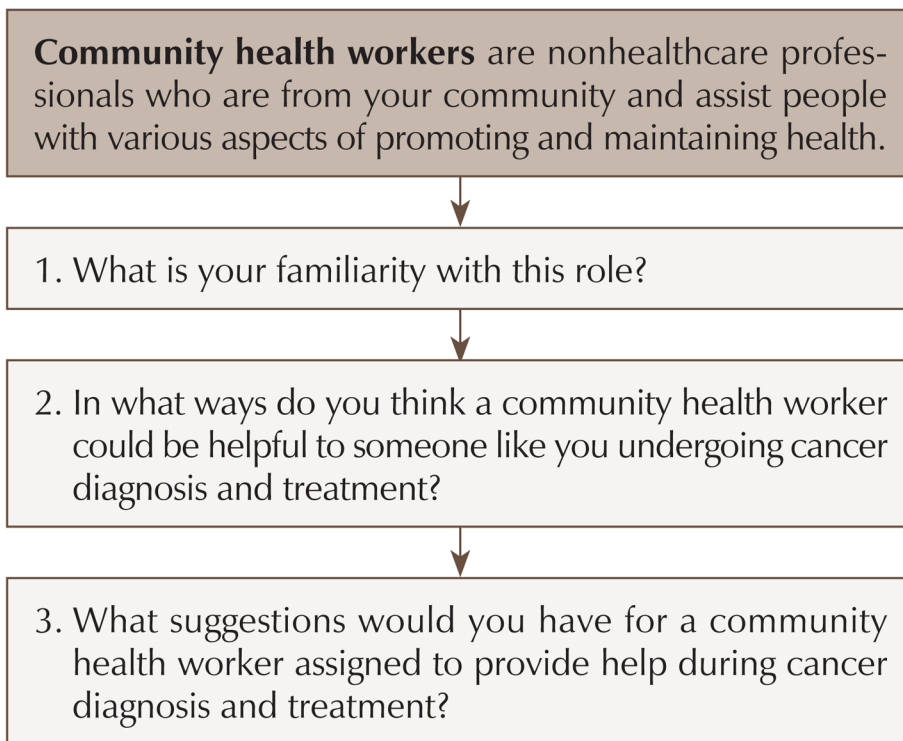 Community health workers are nonhealthcare profes-
sionals who are from your community and assist people
with various aspects of promoting and maintaining health.
1. What is your familiarity with this role?
2. In what ways do you think a community health worker
could be helpful to someone like you undergoing cancer
diagnosis and treatment?
3. What suggestions would you have for a community
health worker assigned to provide help during cancer
diagnosis and treatment?